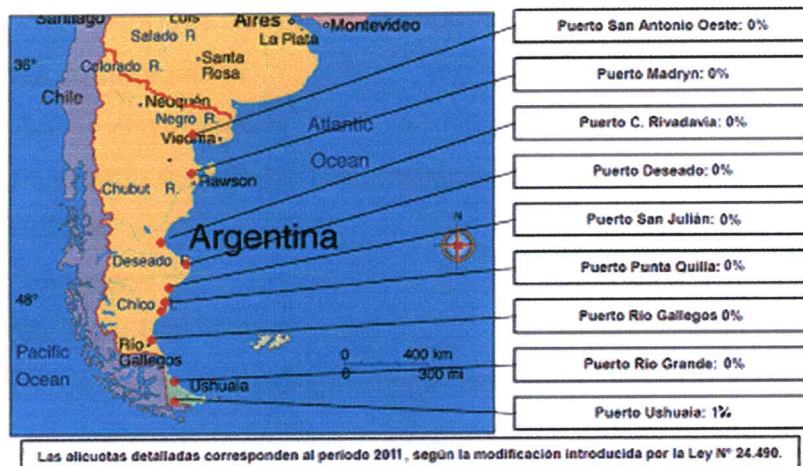 Santiago
Luis
Aires
Montevideo
La Plata
Salado R.
Santa
Rosa
36°
Colorado R.
Chile
Neoquén
Negro R.
Viedma
Atlantic
Ocean
Rawson
Chubut R.
N
Argentina
Deseado R.
48°
Chico
Río
Gallegos
Pacific
Ocean
Ushuaia
0 400 km
0 300 mi
Puerto San Antonio Oeste: 0%
Puerto Madryn: 0%
Puerto C. Rivadavia: 0%
Puerto Deseado: 0%
Puerto San Julián: 0%
Puerto Punta Quilla: 0%
Puerto Río Gallegos 0%
Puerto Río Grande: 0%
Puerto Ushuaia: 1%
Las alícuotas detalladas corresponden al período 2011, según la modificación introducida por la Ley Nº 24.490.